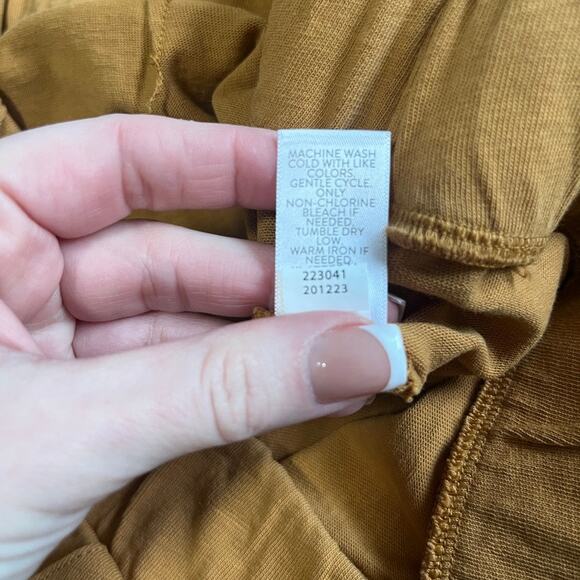 MACHINE WASH
COLD WITH LIKE
COLORS.
GENTLE CYCLE.
ONLY
NON-CHLORINE
BLEACH IF
NEEDED.
TUMBLE DRY
LOW.
WARM IRON IF
NEEDED.
223041
201223